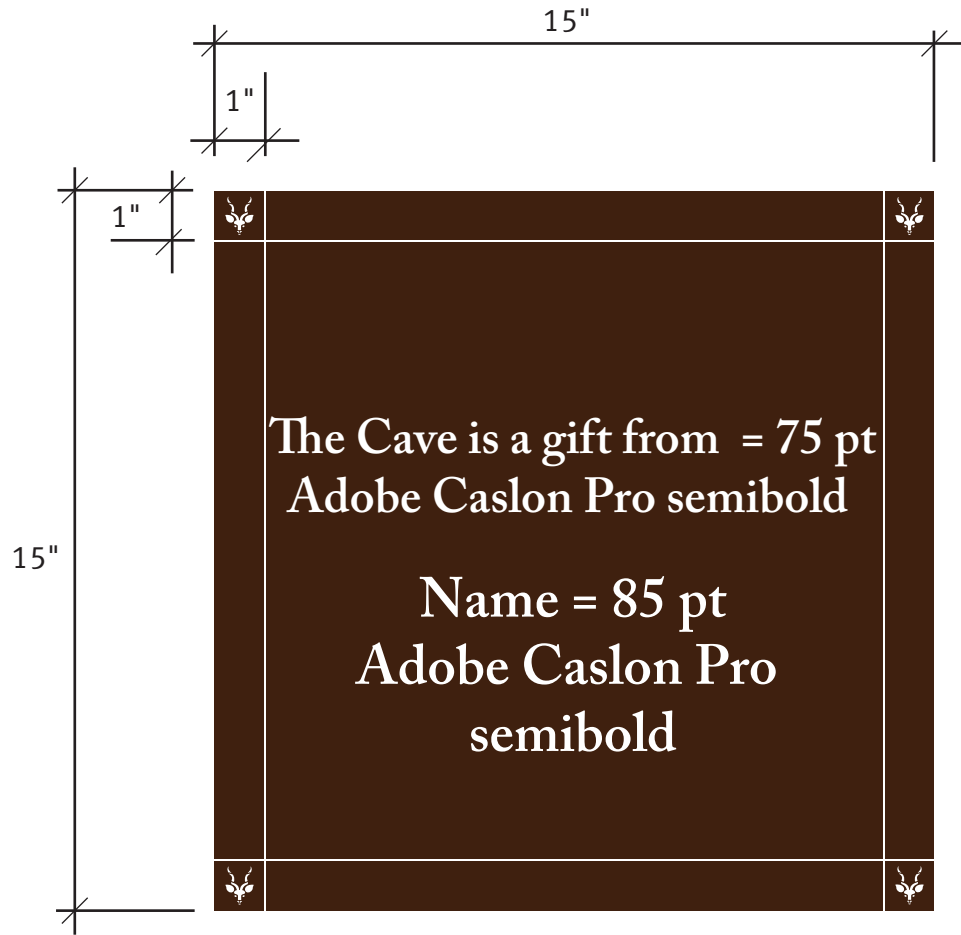 15"
1"
1"
The Cave is a gift from  = 75 pt
Adobe Caslon Pro semibold
15"
Name = 85 pt
Adobe Caslon Pro
semibold